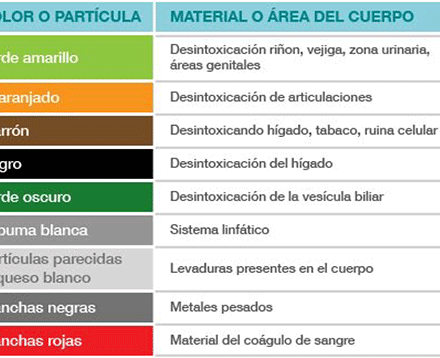 OLOR O PARTÍCULA MATERIAL O ÁREA DEL CUERPO
rde amarillo Desintoxicación riñon, vejiga, zona urinaria,
áreas genitales
aranjado Desintoxicación de articulaciones
arrón Desintoxicando hígado, tabaco, ruina celular
egro Desintoxicación del hígado
rde oscuro Desintoxicación de la vesícula biliar
puma blanca Sistema linfático
rtículas parecidas
queso blanco Levaduras presentes en el cuerpo
anchas negras Metales pesados
anchas rojas Material del coágulo de sangre